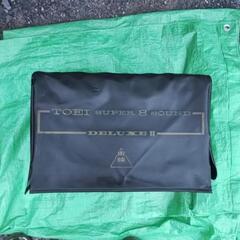 TOEI SUPER 8 SOUND
DELUXE II